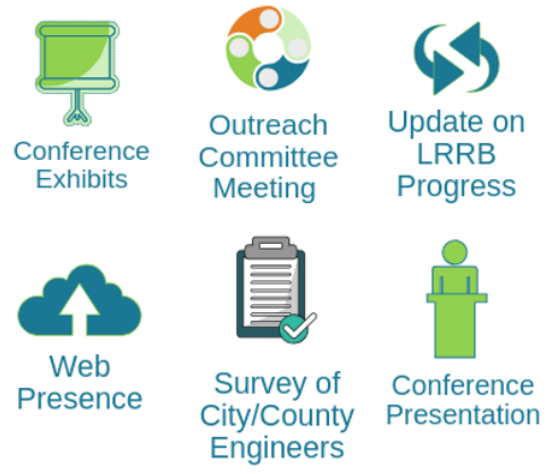 Conference
Exhibits
Outreach
Committee
Meeting
Update on
LRRB
Progress
Web
Presence
Survey of
City/County
Engineers
Conference
Presentation